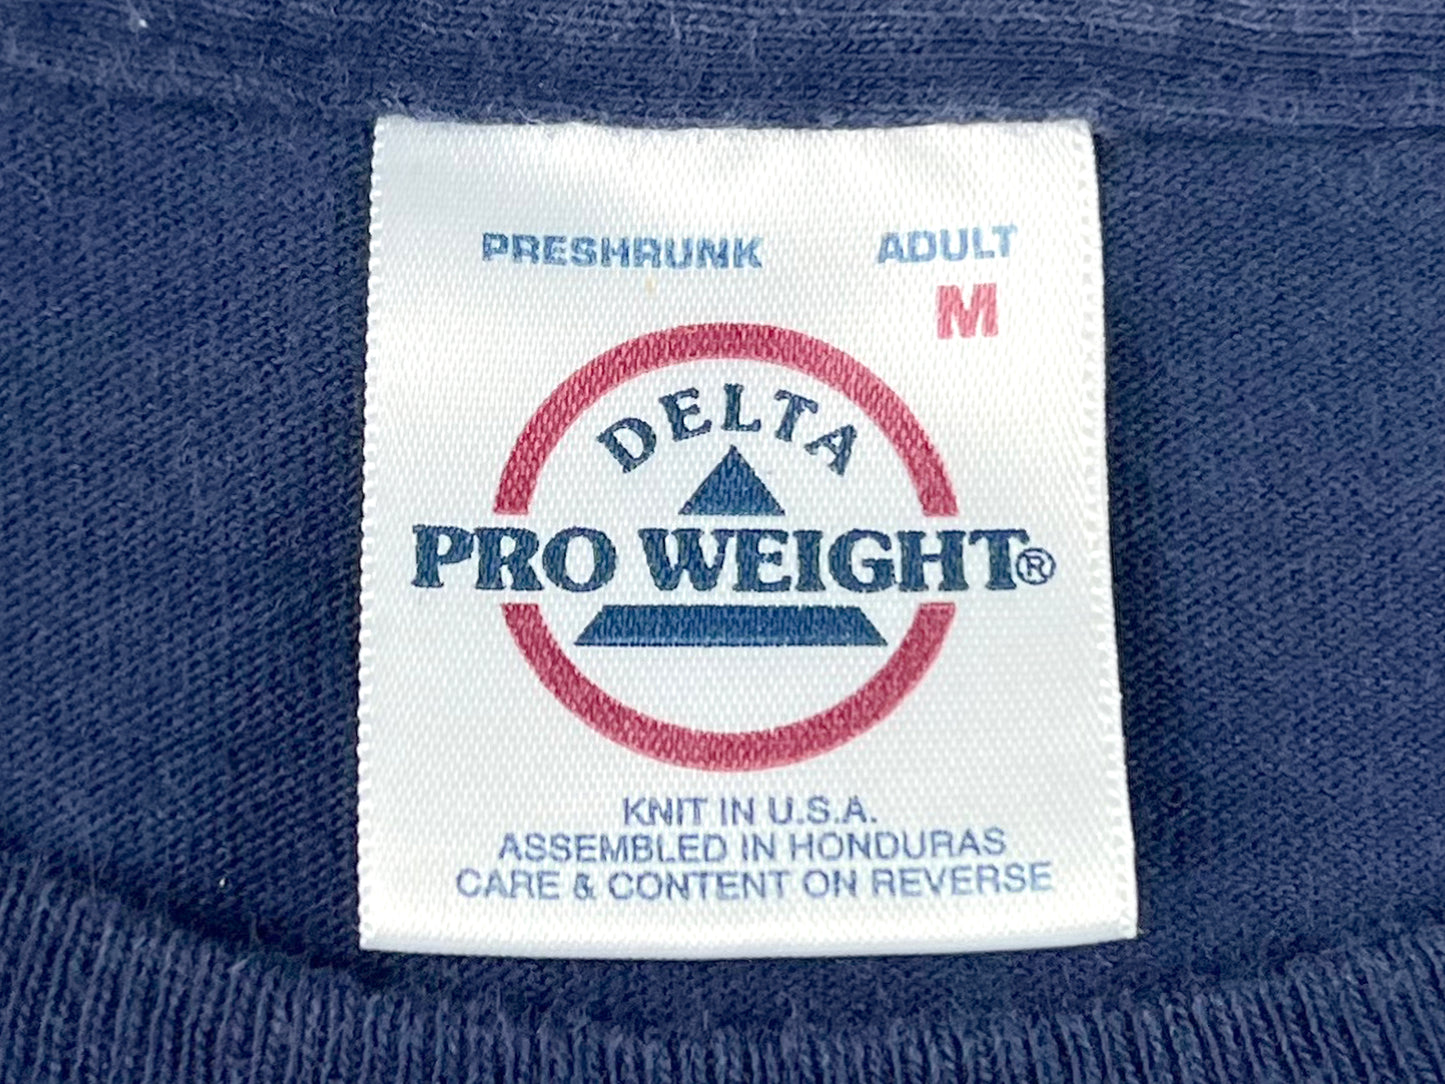 PRESHRUNK ADULT
M
DELTA
PRO WEIGHT®
KNIT IN U.S.A.
ASSEMBLED IN HONDURAS
CARE & CONTENT ON REVERSE